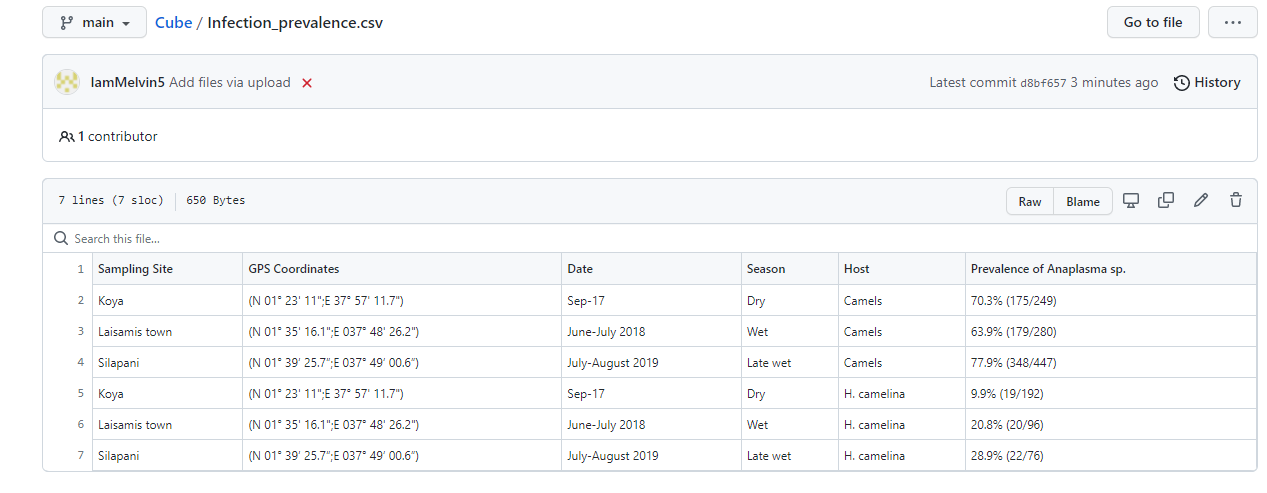 main Cube / Infection_prevalence.csv Go to file ...
IamMelvin5 Add files via upload Latest commit d8bf657 3 minutes ago History
1 contributor
7 lines (7 sloc) 650 Bytes Raw Blame
Search this file...
1 Sampling Site GPS Coordinates Date Season Host Prevalence of Anaplasma sp.
2 Koya (N 01° 23' 11";E 37° 57' 11.7") Sep-17 Dry Camels 70.3% (175/249)
3 Laisamis town (N 01° 35' 16.1";E 037° 48' 26.2") June-July 2018 Wet Camels 63.9% (179/280)
4 Silapani (N 01° 39' 25.7";E 037° 49' 00.6") July-August 2019 Late wet Camels 77.9% (348/447)
5 Koya (N 01° 23' 11";E 37° 57' 11.7") Sep-17 Dry H. camelina 9.9% (19/192)
6 Laisamis town (N 01° 35' 16.1";E 037° 48' 26.2") June-July 2018 Wet H. camelina 20.8% (20/96)
7 Silapani (N 01° 39' 25.7";E 037° 49' 00.6") July-August 2019 Late wet H. camelina 28.9% (22/76)